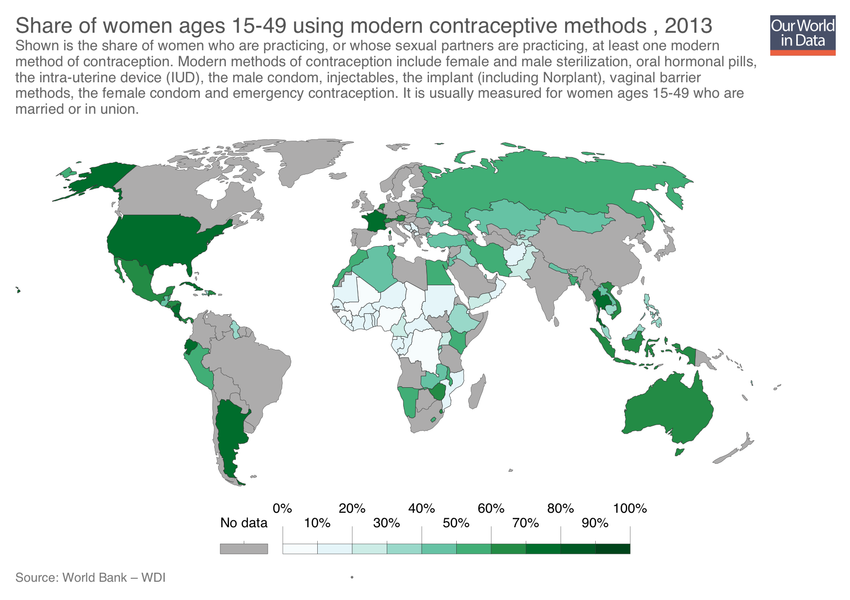 Share of women ages 15-49 using modern contraceptive methods , 2013
Our World
in Data
Shown is the share of women who are practicing, or whose sexual partners are practicing, at least one modern
method of contraception. Modern methods of contraception include female and male sterilization, oral hormonal pills,
the intra-uterine device (IUD), the male condom, injectables, the implant (including Norplant), vaginal barrier
methods, the female condom and emergency contraception. It is usually measured for women ages 15-49 who are
married or in union.
0% 20% 40% 60% 80% 100%
No data 10% 30% 50% 70% 90%
Source: World Bank – WDI